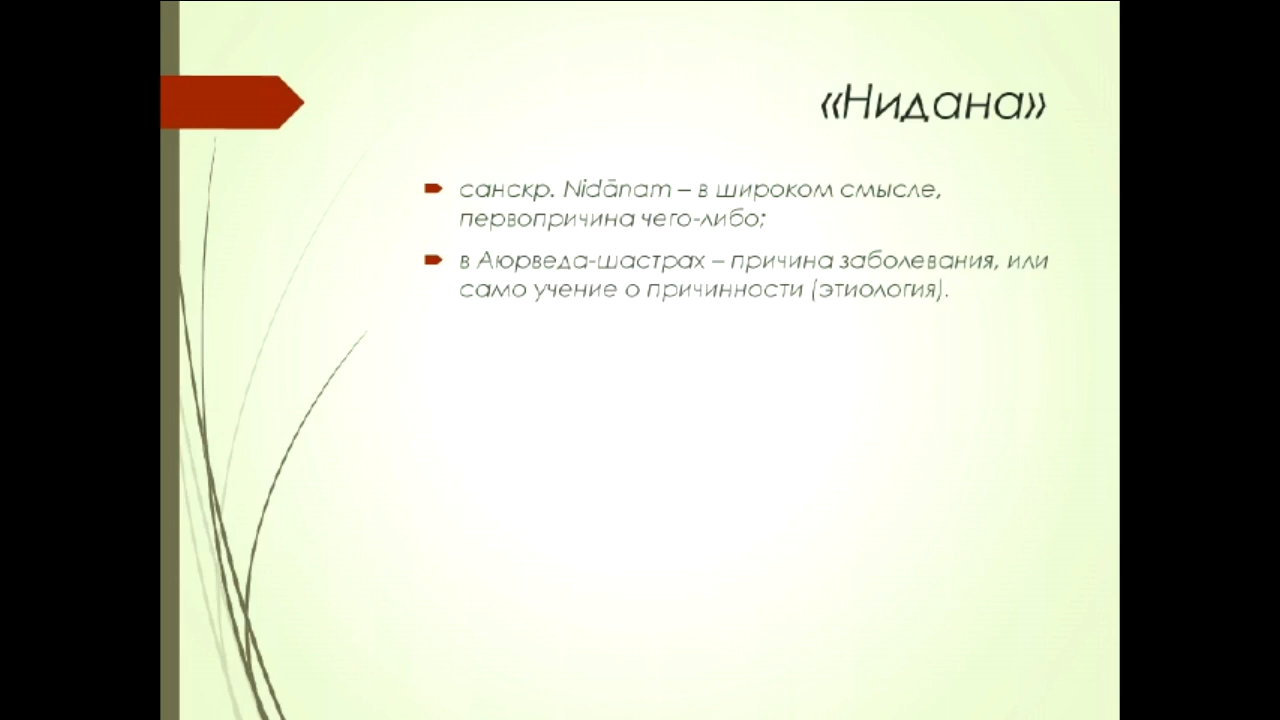 «Нидана»
санскр. Nidānam – в широком смысле,
первопричина чего-либо;
в Аюрведа-шастрах – причина заболевания, или
само учение о причинности (этиология).